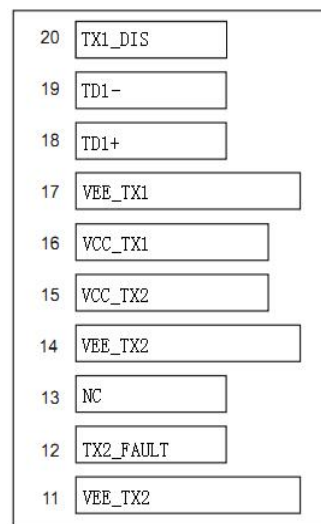 20 TX1_DIS
19 TD1-
18 TD1+
17 VEE_TX1
16 VCC_TX1
15 VCC_TX2
14 VEE_TX2
13 NC
12 TX2_FAULT
11 VEE_TX2